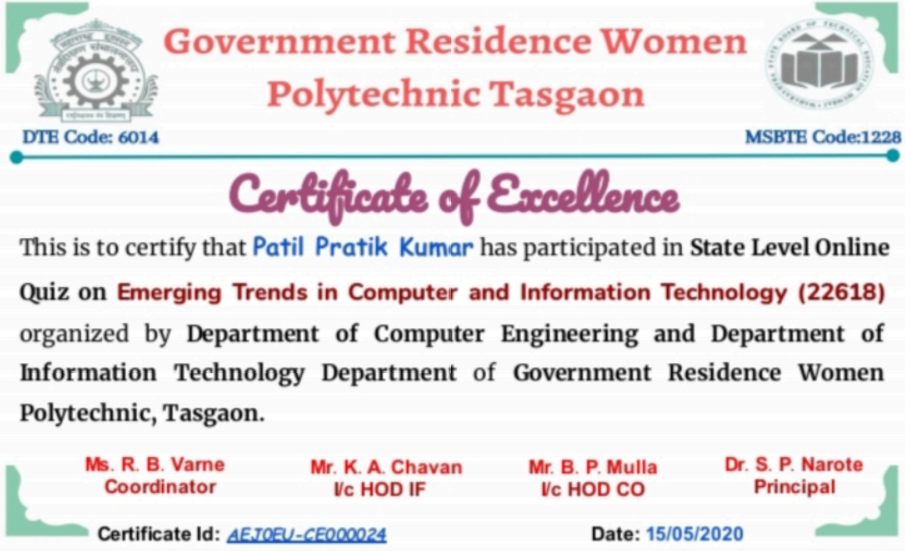 Government Residence Women
Polytechnic Tasgaon
DTE Code: 6014
MSBTE Code:1228
Certificate of Excellence
This is to certify that Patil Pratik Kumar has participated in State Level Online
Quiz on Emerging Trends in Computer and Information Technology (22618)
organized by Department of Computer Engineering and Department of
Information Technology Department of Government Residence Women
Polytechnic, Tasgaon.
Ms. R. B. Varne
Coordinator
Mr. K. A. Chavan
I/c HOD IF
Mr. B. P. Mulla
I/c HOD CO
Dr. S. P. Narote
Principal
Certificate Id: AEJOEU-CE000024
Date: 15/05/2020